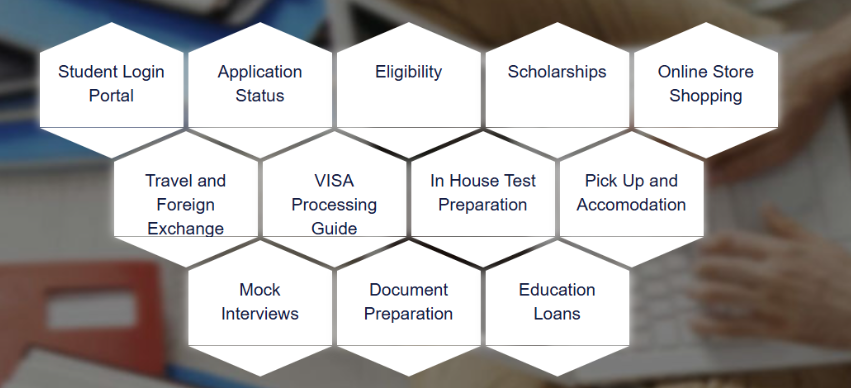 Student Login
Portal
Application
Status
Eligibility
Scholarships
Online Store
Shopping
Travel and
Foreign
Exchange
VISA
Processing
Guide
In House Test
Preparation
Pick Up and
Accomodation
Mock
Interviews
Document
Preparation
Education
Loans